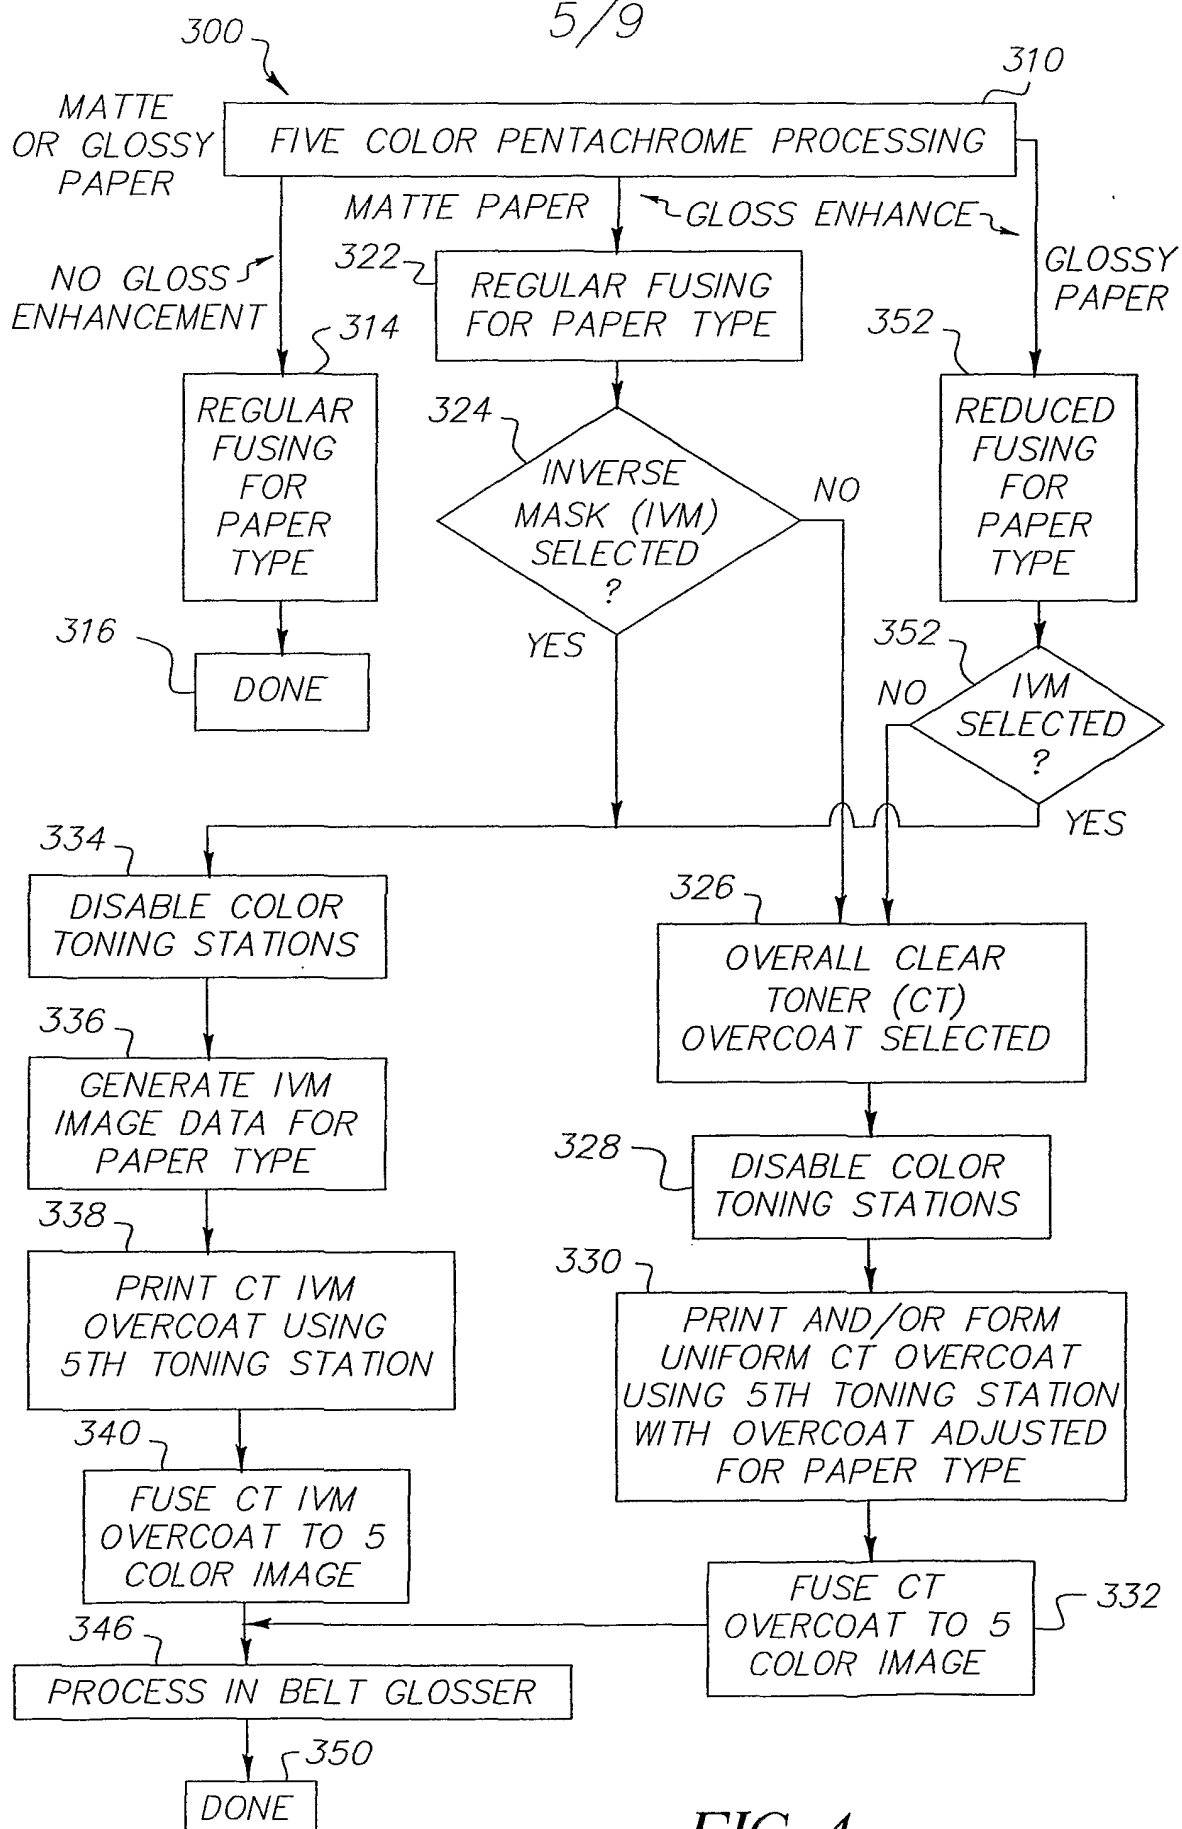 5/9
300
310
MATTE
OR GLOSSY
PAPER
FIVE COLOR PENTACHROME PROCESSING
MATTE PAPER
GLOSS ENHANCE
NO GLOSS
ENHANCEMENT
GLOSSY
PAPER
322
REGULAR FUSING
FOR PAPER TYPE
314
REGULAR
FUSING
FOR
PAPER
TYPE
352
REDUCED
FUSING
FOR
PAPER
TYPE
324
INVERSE
MASK (IVM)
SELECTED
?
NO
YES
316
DONE
352
IVM
SELECTED
?
NO
YES
334
DISABLE COLOR
TONING STATIONS
336
GENERATE IVM
IMAGE DATA FOR
PAPER TYPE
338
PRINT CT IVM
OVERCOAT USING
5TH TONING STATION
340
FUSE CT IVM
OVERCOAT TO 5
COLOR IMAGE
326
OVERALL CLEAR
TONER (CT)
OVERCOAT SELECTED
328
DISABLE COLOR
TONING STATIONS
330
PRINT AND/OR FORM
UNIFORM CT OVERCOAT
USING 5TH TONING STATION
WITH OVERCOAT ADJUSTED
FOR PAPER TYPE
332
FUSE CT
OVERCOAT TO 5
COLOR IMAGE
346
PROCESS IN BELT GLOSSER
350
DONE
FIG. 4